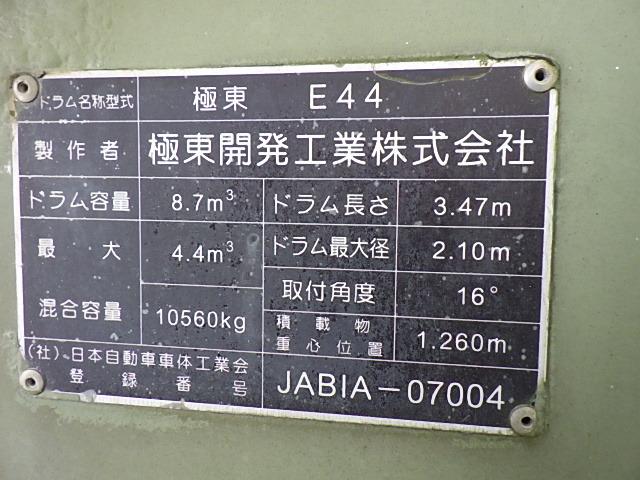 ドラム名称型式 極東 E44
製作者 極東開発工業株式会社
ドラム容量 8.7m³ ドラム長さ 3.47m
最大 4.4m³ ドラム最大径 2.10m
取付角度 16°
混合容量 10560kg 積載物
重心位置 1.260m
(社)日本自動車車体工業会
登録番号 JABIA-07004